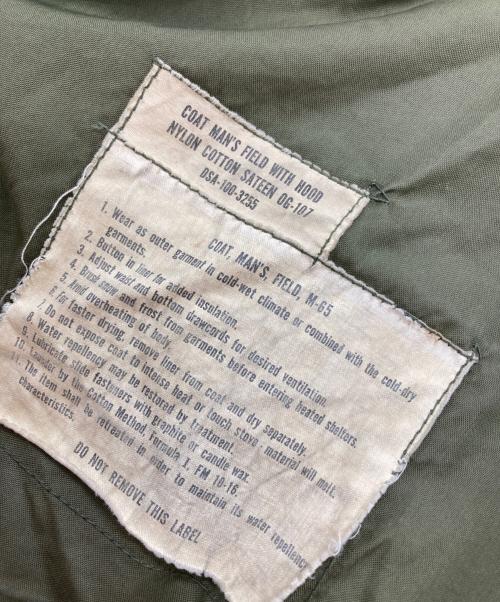 COAT MAN'S FIELD WITH HOOD
NYLON COTTON SATEEN OG-107
DSA-100-3255
COAT, MAN'S, FIELD, M-65
1. Wear as outer garment in cold-wet climate or combined with the cold-dry
garments.
2. Button in liner for added insulation.
3. Adjust waist and bottom drawcords for desired ventilation.
4. Brush snow and frost from garments before entering heated shelters.
5. Avoid overheating of body.
6. For faster drying, remove liner from coat and dry separately.
7. Do not expose coat to intense heat or touch stove - material will melt.
8. Water repellency may be restored by treatment.
9. Lubricate slide fasteners with graphite or candle wax.
10. Launder by the Cotton Method, Formula I, FM 10-16.
11. The item shall be retreated in order to maintain its water repellency
characteristics.
DO NOT REMOVE THIS LABEL